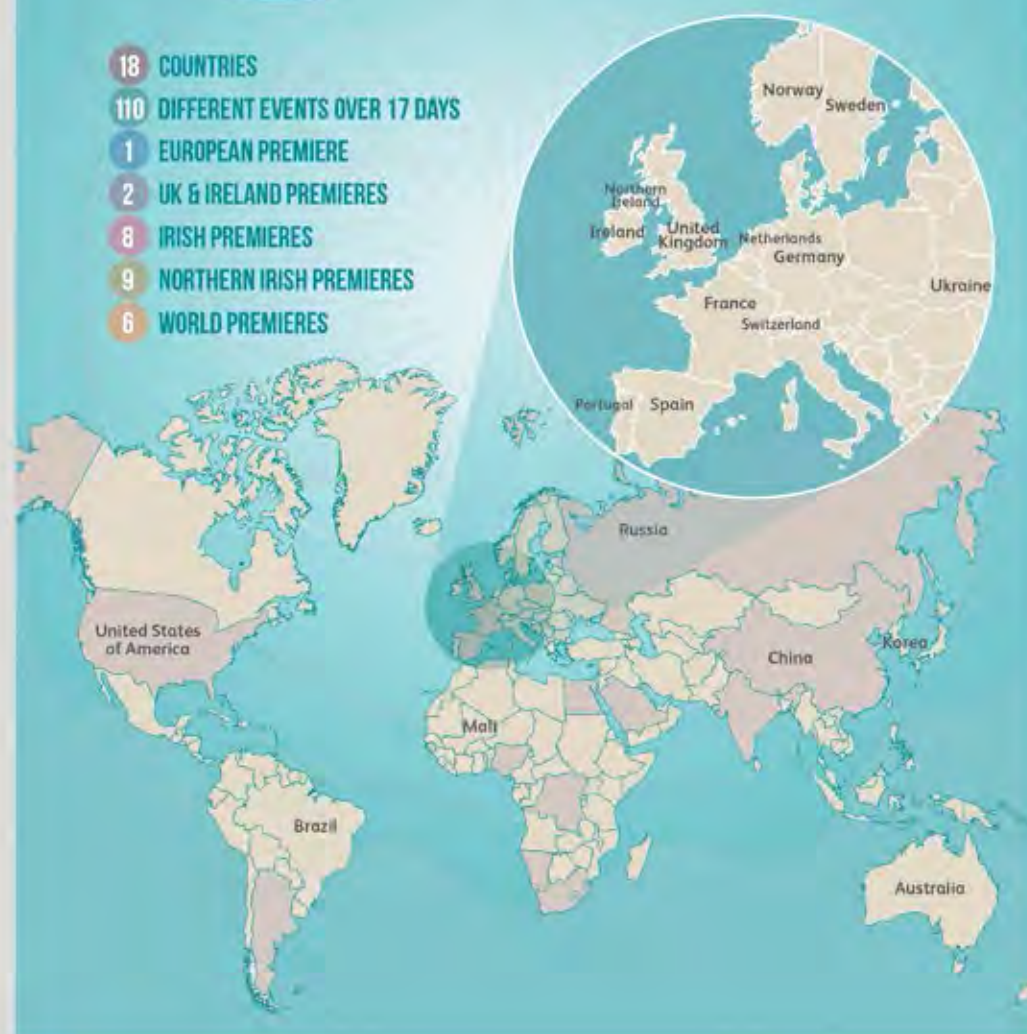 18 COUNTRIES
110 DIFFERENT EVENTS OVER 17 DAYS
1 EUROPEAN PREMIERE
2 UK & IRELAND PREMIERES
8 IRISH PREMIERES
9 NORTHERN IRISH PREMIERES
6 WORLD PREMIERES
Norway
Sweden
Northern
Ireland
Ireland
United
Kingdom
Netherlands
Germany
Ukraine
France
Switzerland
Portugal
Spain
Russia
United States
of America
China
Korea
Mali
Brazil
Australia